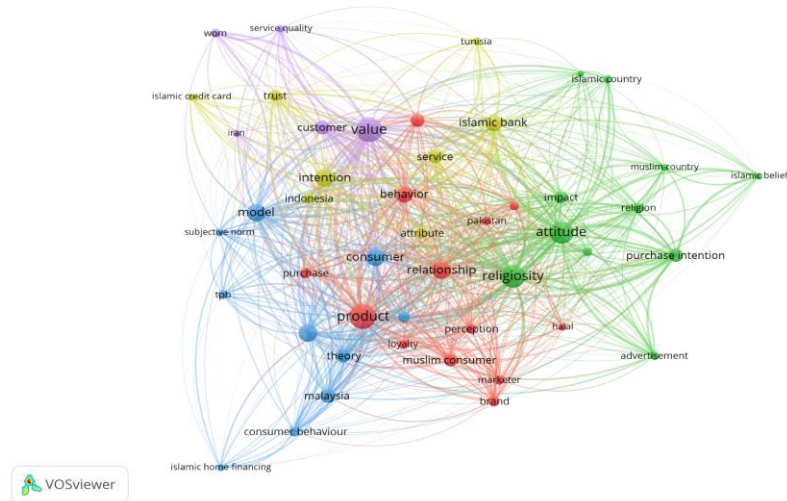 wom
service quality
tunisia
islamic country
islamic credit card
trust
customer
value
islamic bank
iran
service
muslim country
islamic belief
intention
behavior
impact
indonesia
religion
model
pakistan
subjective norm
attribute
attitude
consumer
purchase intention
purchase
relationship
religiosity
tpb
product
halal
perception
loyalty
theory
muslim consumer
advertisement
marketer
malaysia
brand
consumer behaviour
islamic home financing
VOSviewer